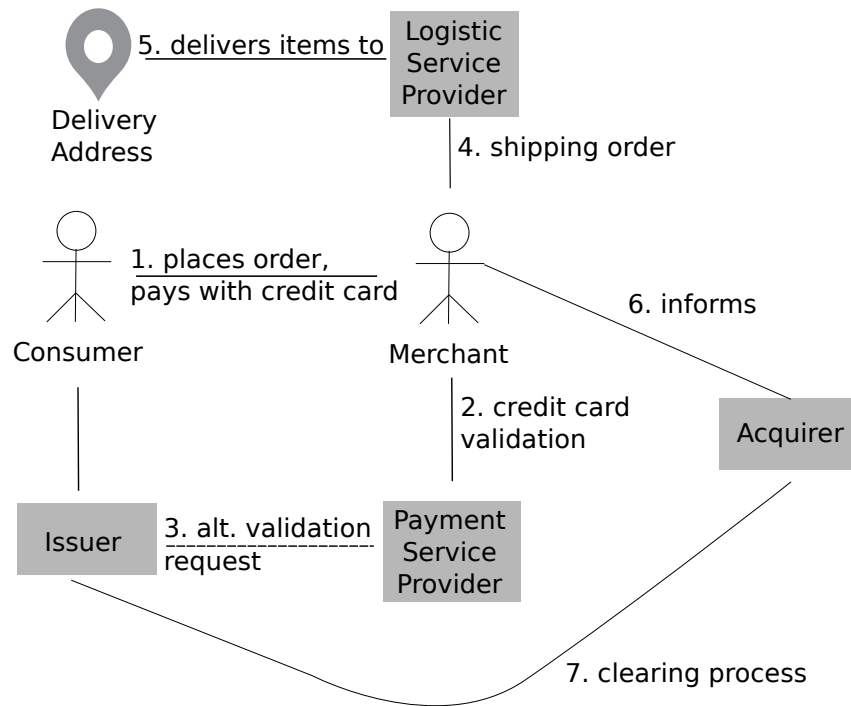 5. delivers items to
Logistic
Service
Provider
Delivery
Address
4. shipping order
1. places order,
pays with credit card
6. informs
Consumer
Merchant
2. credit card
validation
Acquirer
Issuer
3. alt. validation
request
Payment
Service
Provider
7. clearing process